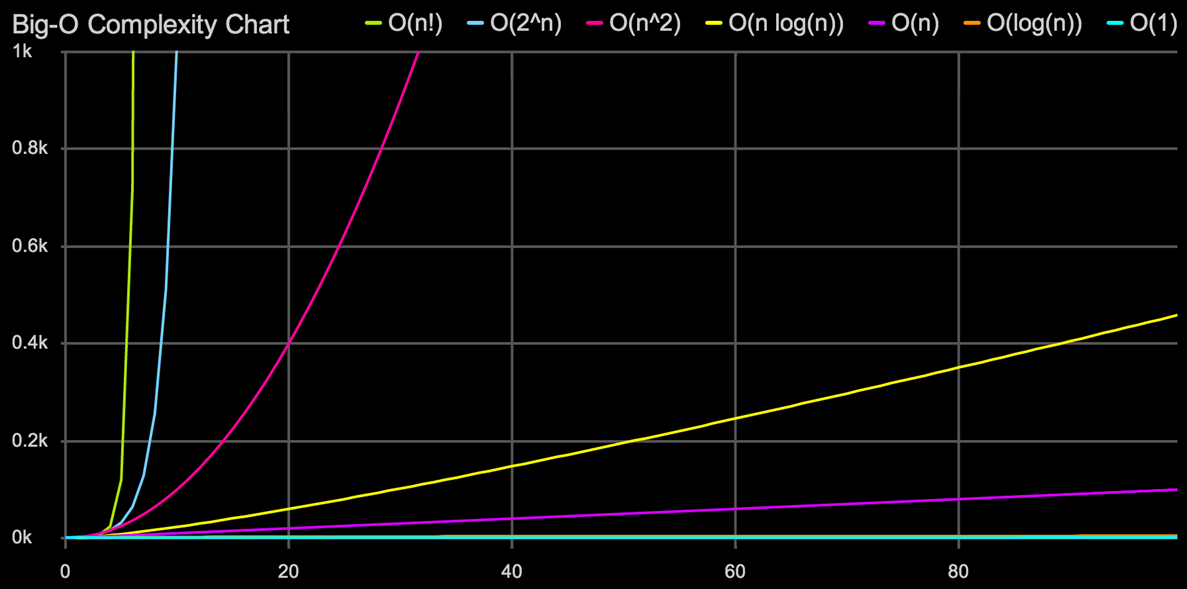 Big-O Complexity Chart
O(n!) O(2^n) O(n^2) O(n log(n)) O(n) O(log(n)) O(1)
1k
0.8k
0.6k
0.4k
0.2k
0k
0 20 40 60 80